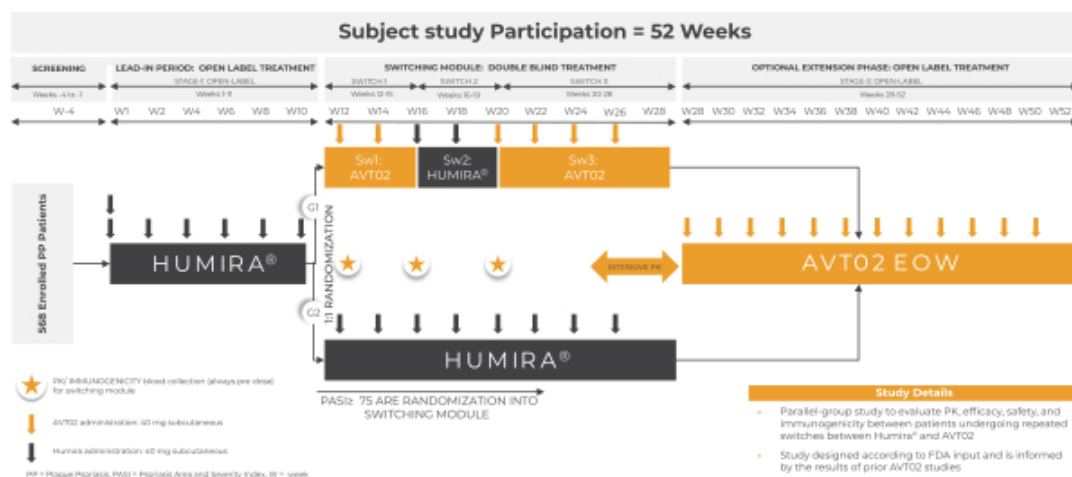 Subject study Participation = 52 Weeks
SCREENING
LEAD-IN PERIOD: OPEN LABEL TREATMENT
SWITCHING MODULE: DOUBLE BLIND TREATMENT
OPTIONAL EXTENSION PHASE: OPEN LABEL TREATMENT
STAGE-1: OPEN-LABEL
SWITCH 1
SWITCH 2
SWITCH 3
STAGE-3: OPEN-LABEL
Weeks -4 to -1
Weeks 1-11
Weeks 12-15
Weeks 16-19
Weeks 20-28
Weeks 28-52
W-4
W1 W2 W4 W6 W8 W10
W12 W14 W16 W18 W20 W22 W24 W26 W28
W28 W30 W32 W34 W36 W38 W40 W42 W44 W46 W48 W50 W52
Sw1:
AVT02
Sw2:
HUMIRA®
Sw3:
AVT02
568 Enrolled PP Patients
HUMIRA®
G1
1:1 RANDOMIZATION
G2
INTENSIVE PK
AVT02 EOW
HUMIRA®
PASI≥ 75 ARE RANDOMIZATION INTO
SWITCHING MODULE
PK/ IMMUNOGENICITY blood collection (always pre-dose)
for switching module
AVT02 administration: 40 mg subcutaneous
Humira administration: 40 mg subcutaneous
PP = Plaque Psoriasis, PASI = Psoriasis Area and Severity Index, W = week
Study Details
Parallel-group study to evaluate PK, efficacy, safety, and
immunogenicity between patients undergoing repeated
switches between Humira® and AVT02
Study designed according to FDA input and is informed
by the results of prior AVT02 studies